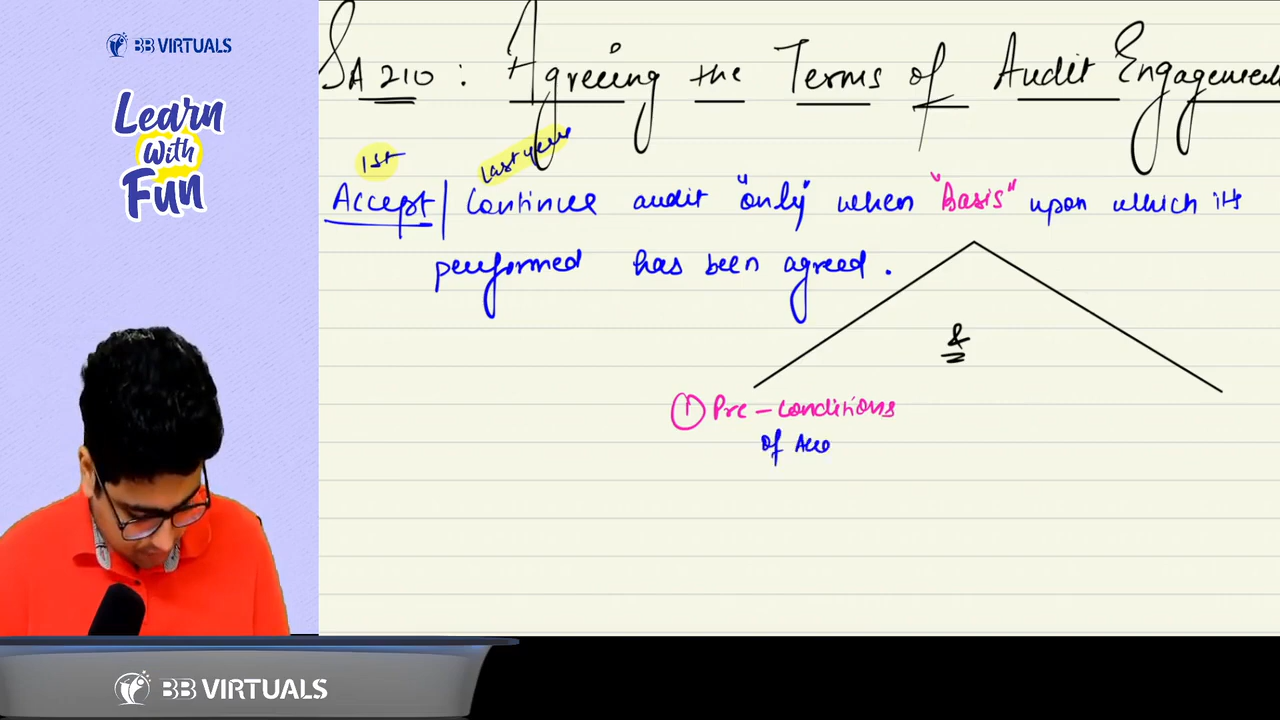 BB VIRTUALS
Learn
With
Fun
SA 210 : Agreeing the Terms of Audit Engagement
1st
Last year
Accept | Continue audit "only" when "Basis" upon which its
performed has been agreed .
&
① Pre - Conditions
of Acc
BB VIRTUALS